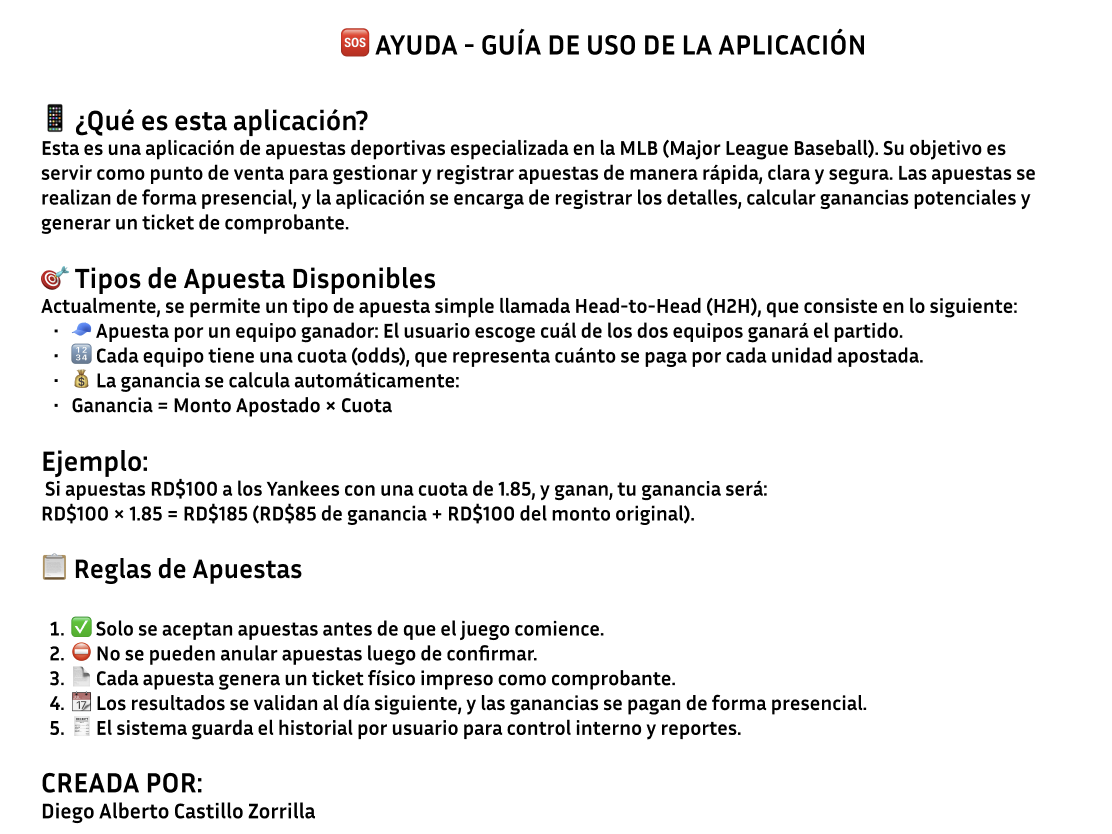 🆘 AYUDA - GUÍA DE USO DE LA APLICACIÓN
📱 ¿Qué es esta aplicación?
Esta es una aplicación de apuestas deportivas especializada en la MLB (Major League Baseball). Su objetivo es
servir como punto de venta para gestionar y registrar apuestas de manera rápida, clara y segura. Las apuestas se
realizan de forma presencial, y la aplicación se encarga de registrar los detalles, calcular ganancias potenciales y
generar un ticket de comprobante.
🎯 Tipos de Apuesta Disponibles
Actualmente, se permite un tipo de apuesta simple llamada Head-to-Head (H2H), que consiste en lo siguiente:
· 🧢 Apuesta por un equipo ganador: El usuario escoge cuál de los dos equipos ganará el partido.
· 🔢 Cada equipo tiene una cuota (odds), que representa cuánto se paga por cada unidad apostada.
· 💰 La ganancia se calcula automáticamente:
· Ganancia = Monto Apostado × Cuota
Ejemplo:
Si apuestas RD$100 a los Yankees con una cuota de 1.85, y ganan, tu ganancia será:
RD$100 × 1.85 = RD$185 (RD$85 de ganancia + RD$100 del monto original).
📋 Reglas de Apuestas
1. ✅ Solo se aceptan apuestas antes de que el juego comience.
2. ⛔ No se pueden anular apuestas luego de confirmar.
3. 📄 Cada apuesta genera un ticket físico impreso como comprobante.
4. 📆 Los resultados se validan al día siguiente, y las ganancias se pagan de forma presencial.
5. 🧾 El sistema guarda el historial por usuario para control interno y reportes.
CREADA POR:
Diego Alberto Castillo Zorrilla